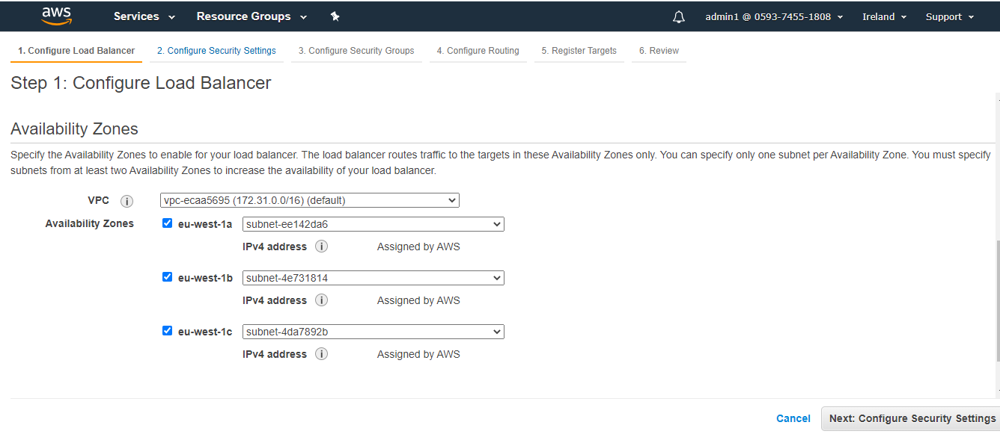 aws Services Resource Groups admin1 @ 0593-7455-1808 Ireland Support
1. Configure Load Balancer 2. Configure Security Settings 3. Configure Security Groups 4. Configure Routing 5. Register Targets 6. Review
Step 1: Configure Load Balancer
Availability Zones
Specify the Availability Zones to enable for your load balancer. The load balancer routes traffic to the targets in these Availability Zones only. You can specify only one subnet per Availability Zone. You must specify
subnets from at least two Availability Zones to increase the availability of your load balancer.
VPC i vpc-ecaa5695 (172.31.0.0/16) (default)
Availability Zones eu-west-1a subnet-ee142da6
IPv4 address i Assigned by AWS
eu-west-1b subnet-4e731814
IPv4 address i Assigned by AWS
eu-west-1c subnet-4da7892b
IPv4 address i Assigned by AWS
Cancel Next: Configure Security Settings